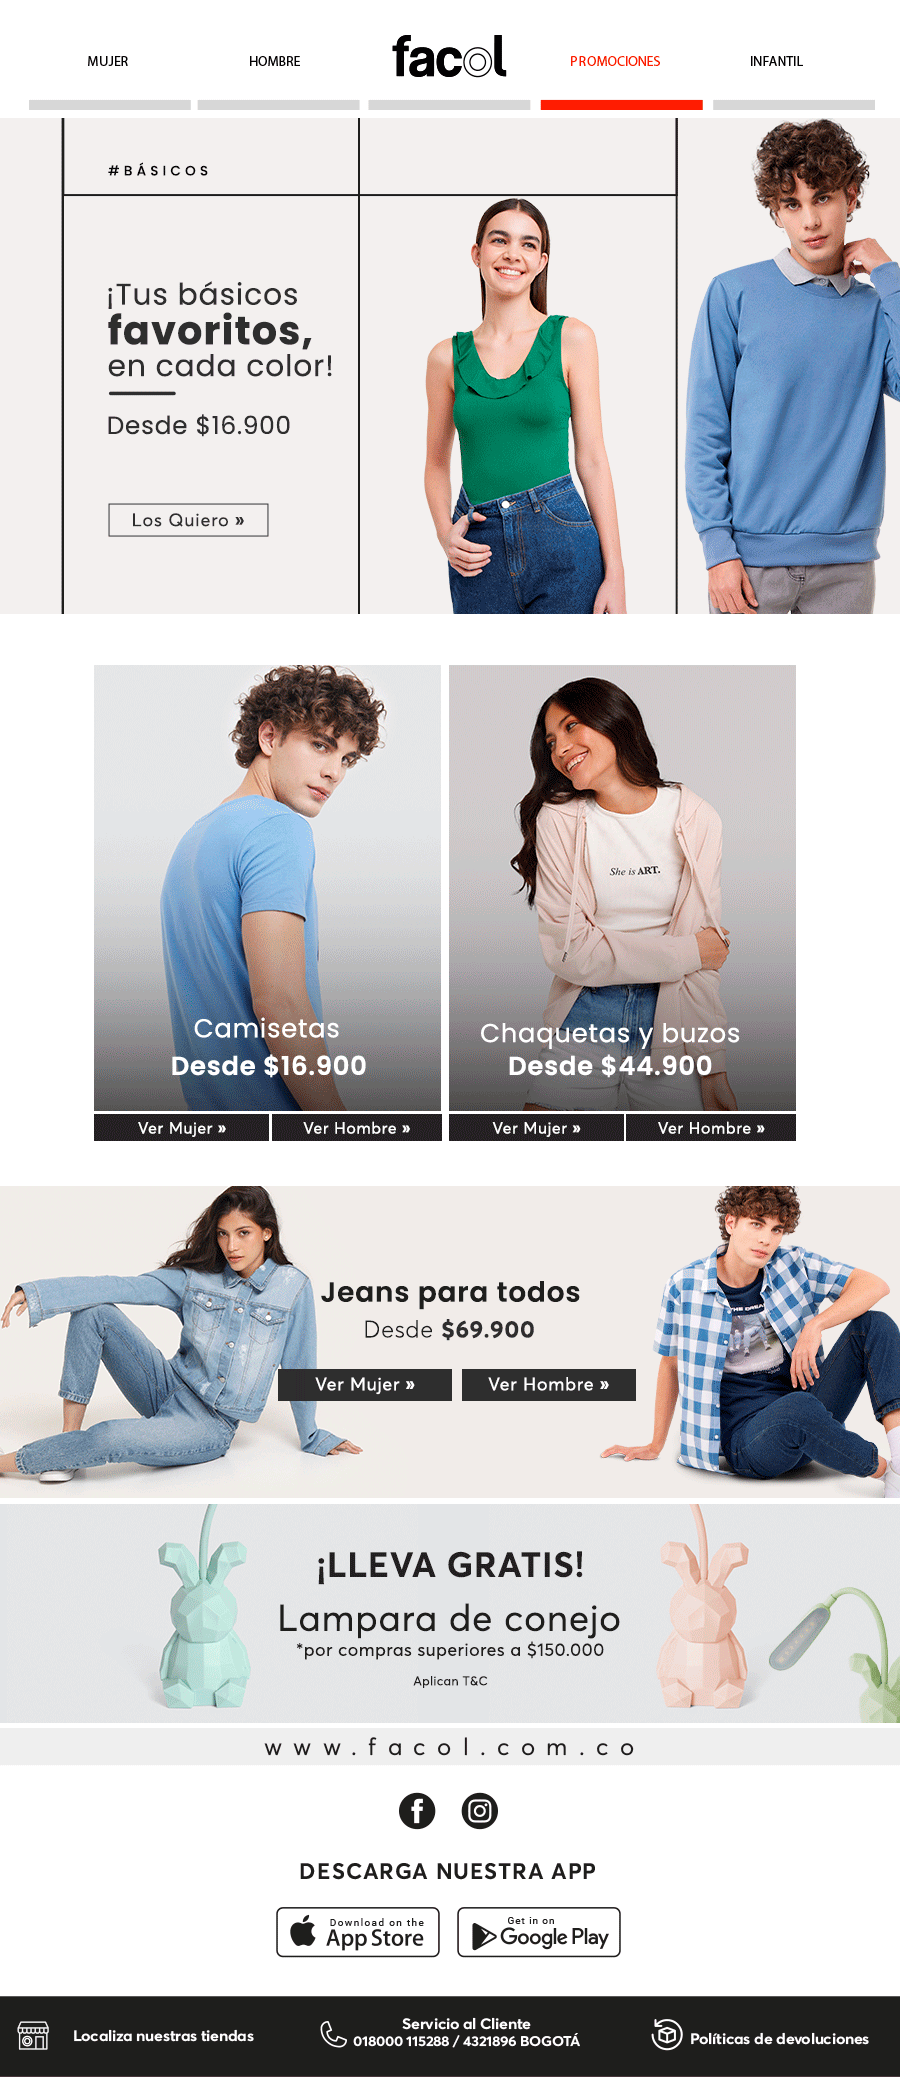 MUJER
HOMBRE
facol
PROMOCIONES
INFANTIL
#BÁSICOS
¡Tus básicos
favoritos,
en cada color!
Desde $16.900
Los Quiero »
She is ART.
Camisetas
Desde $16.900
Chaquetas y buzos
Desde $44.900
Ver Mujer »
Ver Hombre »
Ver Mujer »
Ver Hombre »
Jeans para todos
Desde $69.900
THE DREAM
Ver Mujer »
Ver Hombre »
¡LLEVA GRATIS!
Lampara de conejo
*por compras superiores a $150.000
Aplican T&C
www.facol.com.co
DESCARGA NUESTRA APP
Download on the
App Store
Get in on
Google Play
Localiza nuestras tiendas
Servicio al Cliente
018000 115288 / 4321896 BOGOTÁ
Políticas de devoluciones